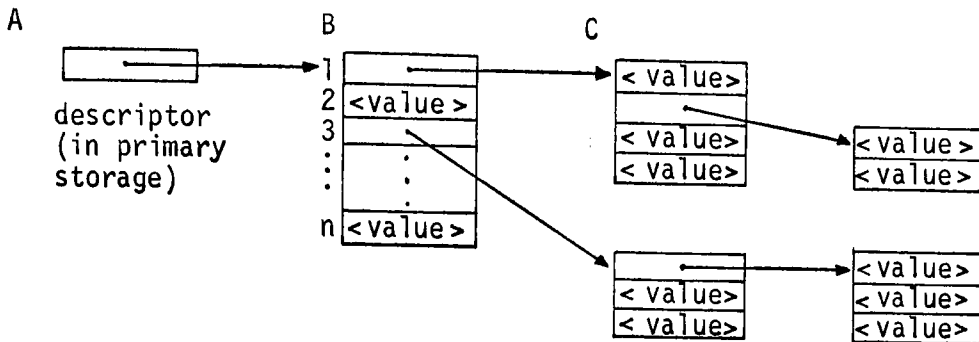 A
B
C
descriptor
(in primary
storage)
1
2 < value >
3
n < value >
< value >
< value >
< value >
< value >
< value >
< value >
< value >
< value >
< value >
< value >